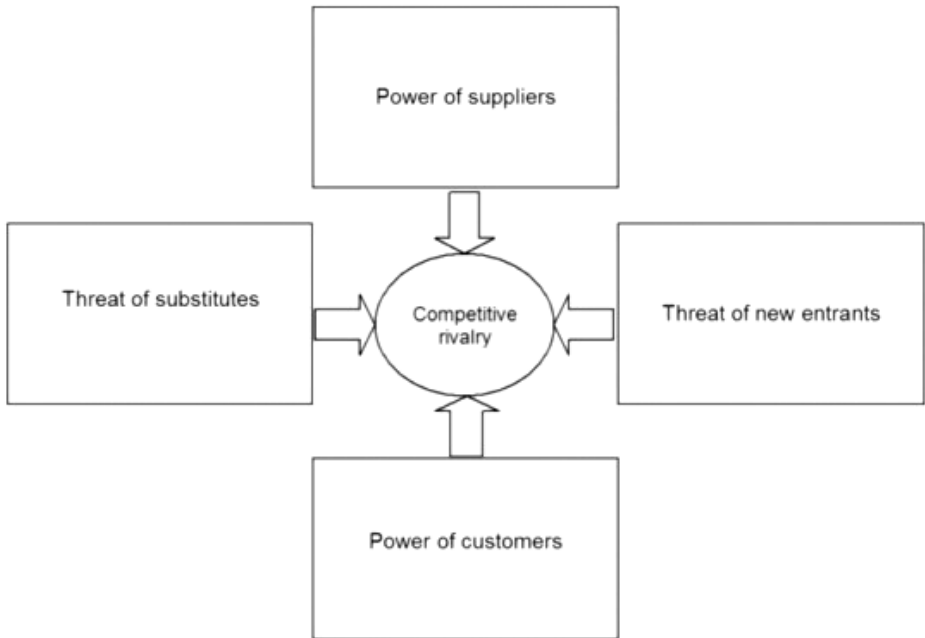 Power of suppliers
Threat of substitutes
Competitive
rivalry
Threat of new entrants
Power of customers